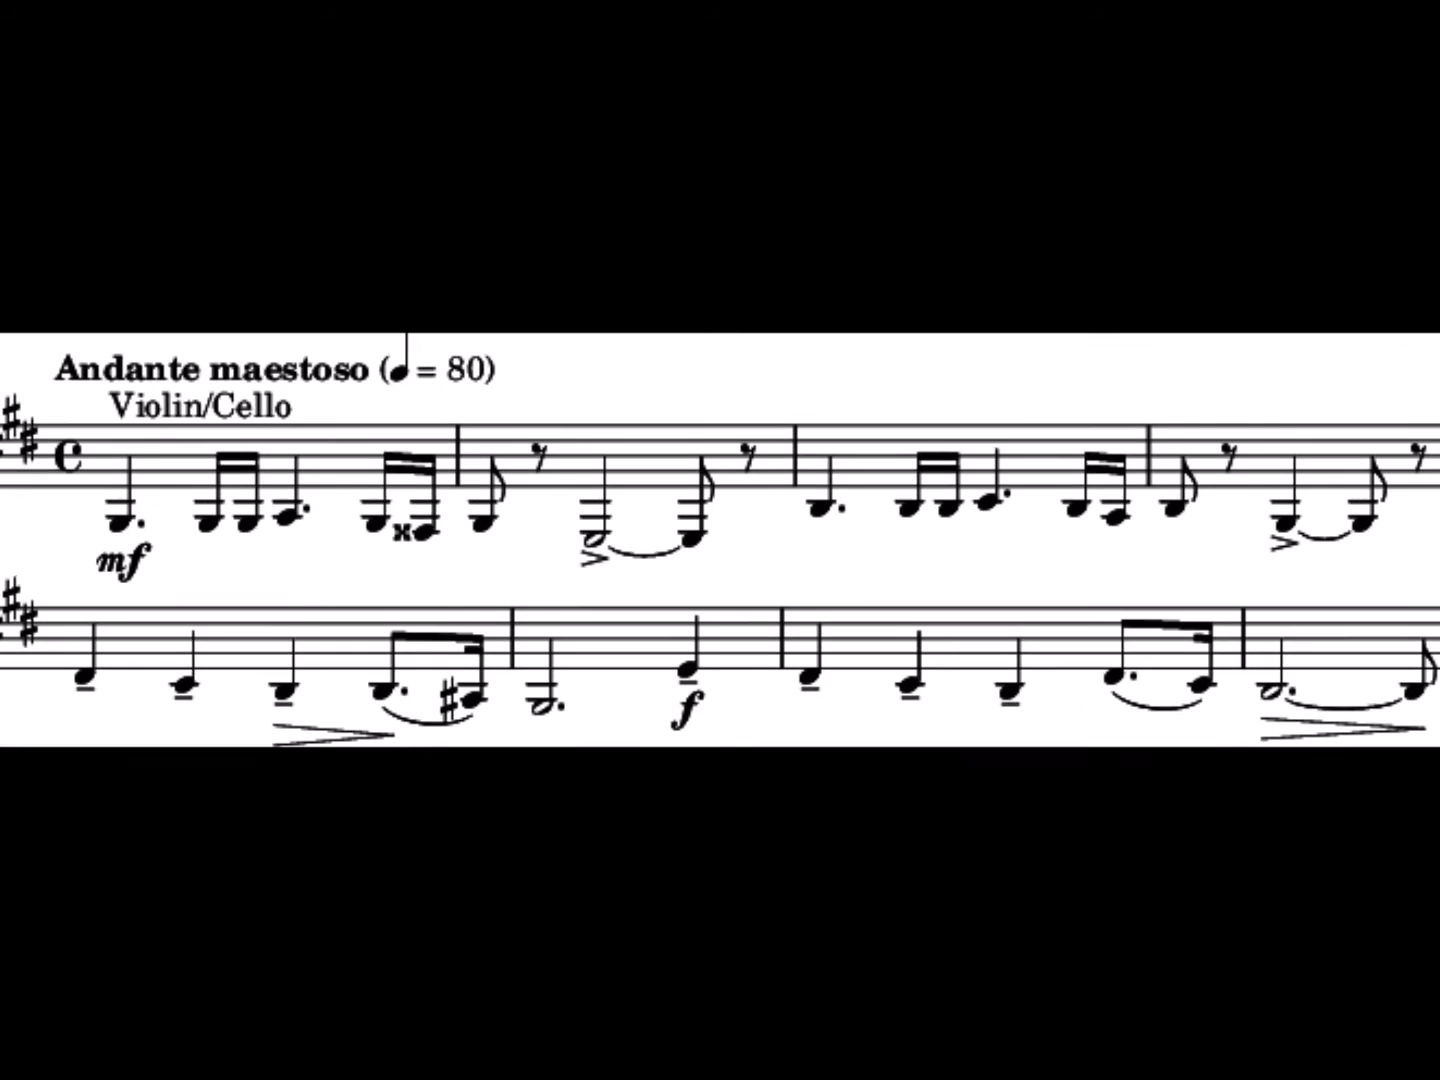 Andante maestoso (♩ = 80)
Violin/Cello
mf
f